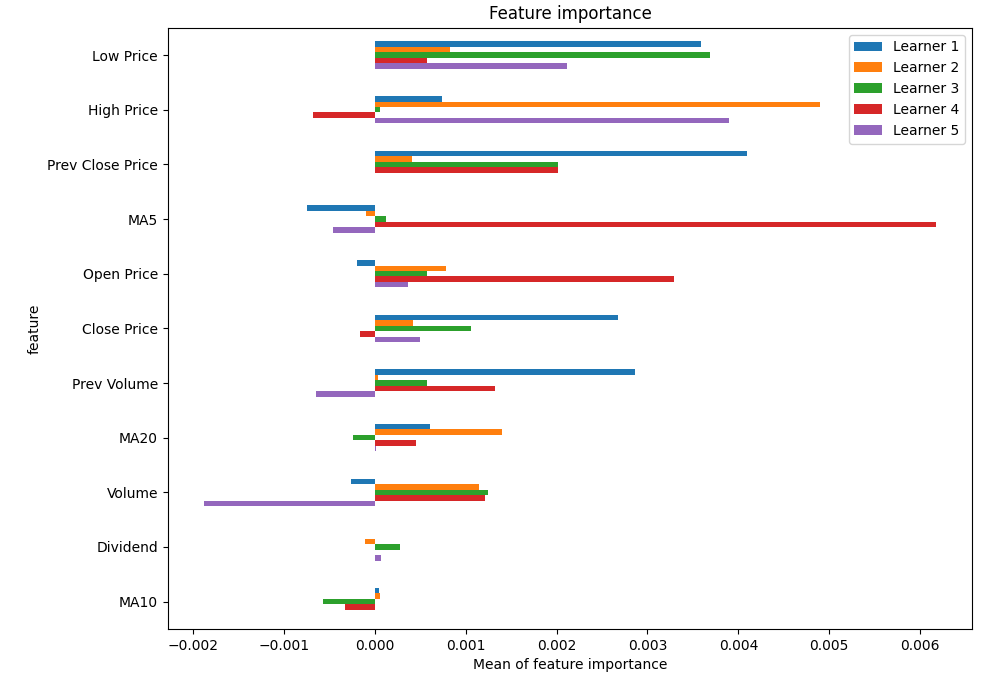 Feature importance
Learner 1
Learner 2
Learner 3
Learner 4
Learner 5
Low Price
High Price
Prev Close Price
MA5
Open Price
Close Price
Prev Volume
MA20
Volume
Dividend
MA10
feature
−0.002 −0.001 0.000 0.001 0.002 0.003 0.004 0.005 0.006
Mean of feature importance